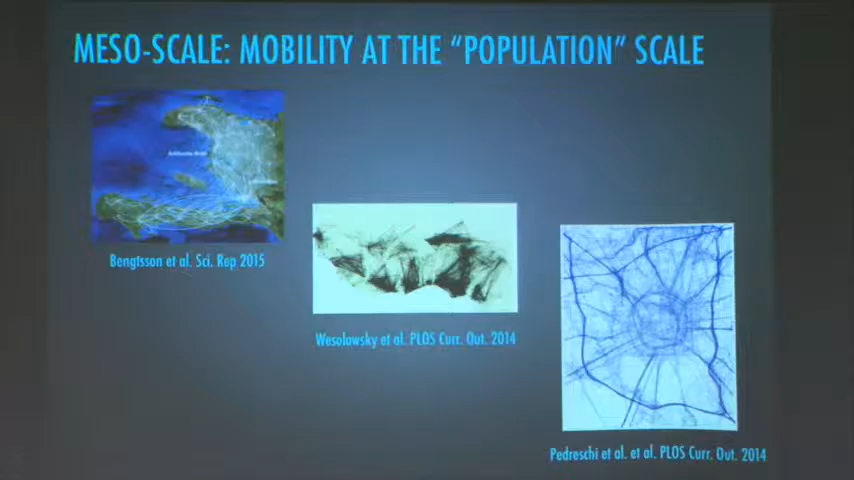 MESO-SCALE: MOBILITY AT THE “POPULATION” SCALE
Bengtsson et al. Sci. Rep 2015
Wesolowsky et al. PLOS Curr. Out. 2014
Pedreschi et al. et al. PLOS Curr. Out. 2014